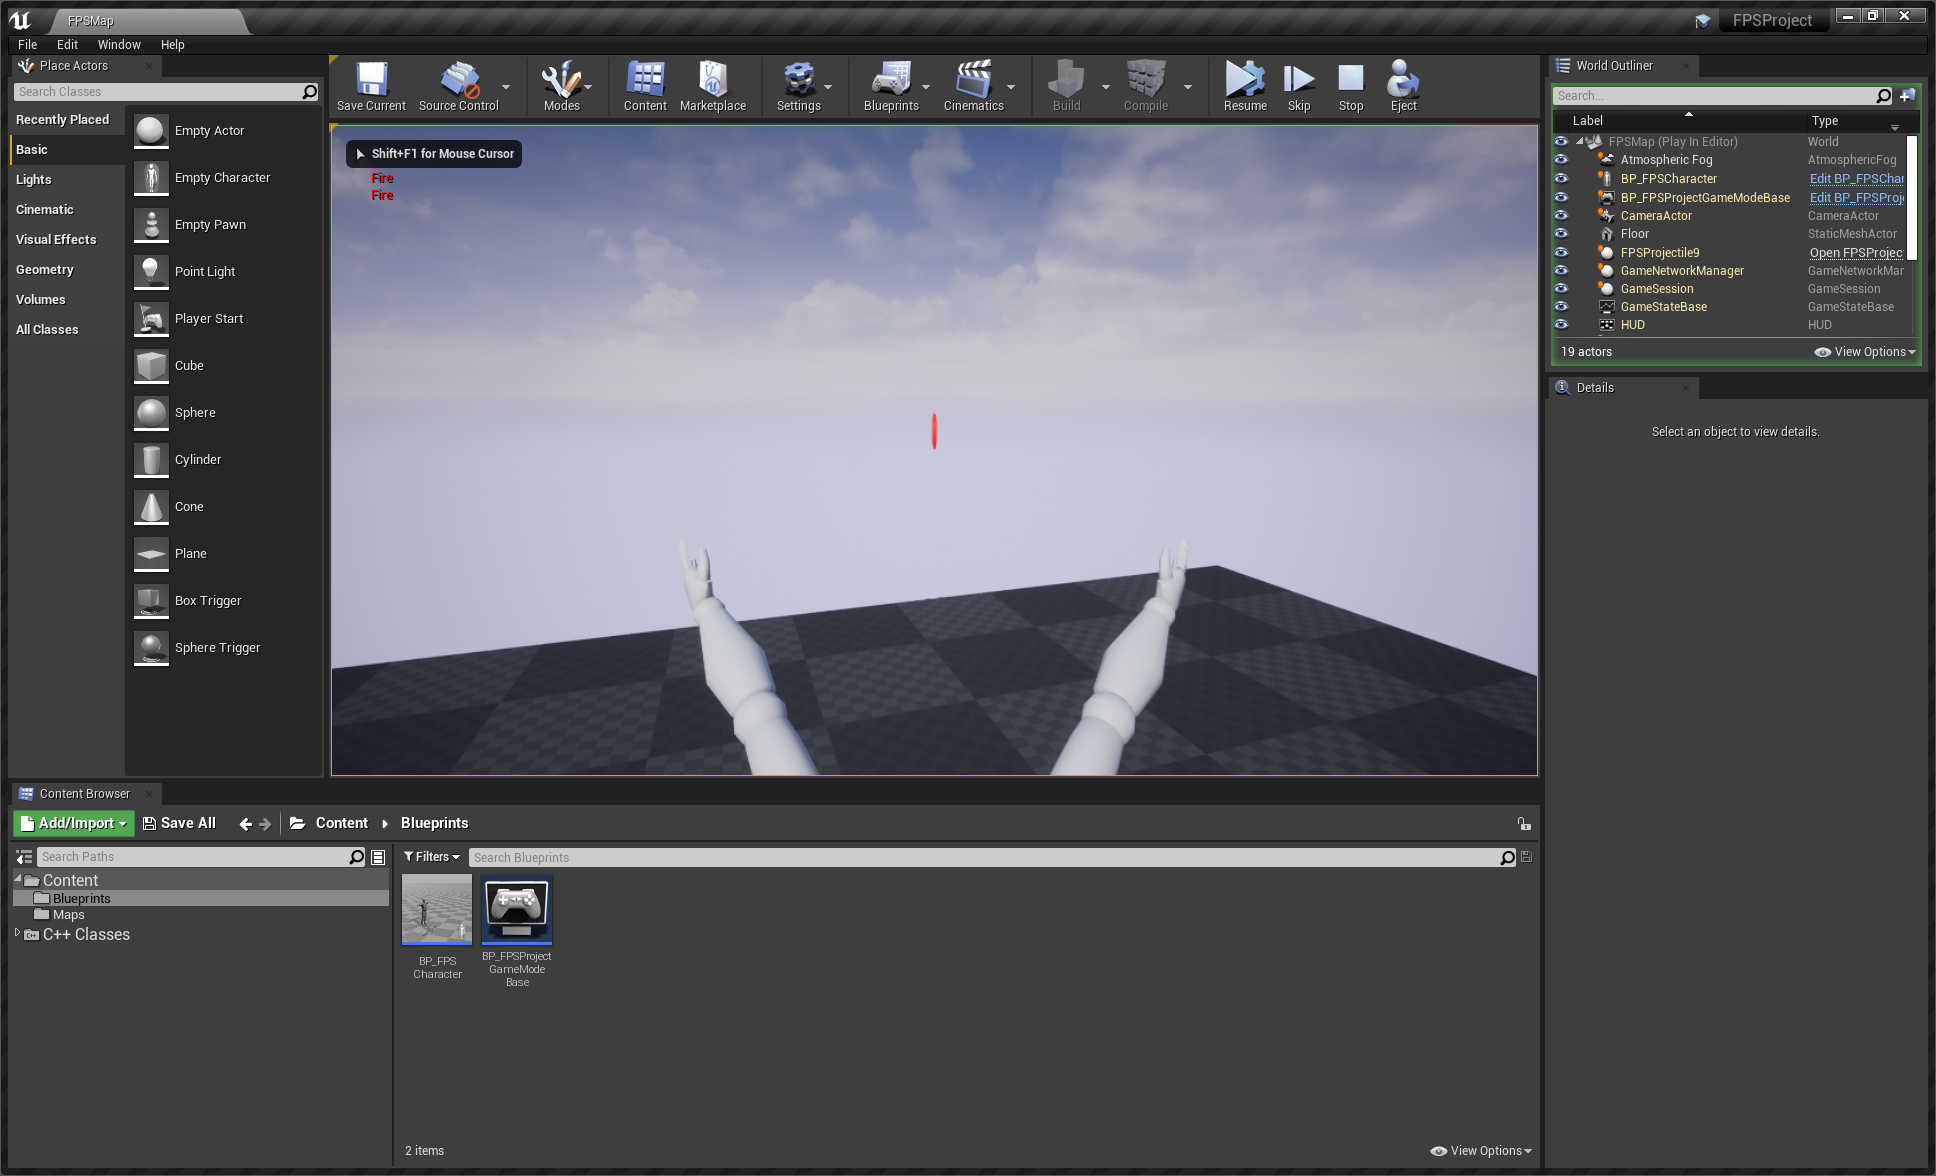 FPSMap
FPSProject
File Edit Window Help
Place Actors
Search Classes
Recently Placed
Basic
Lights
Cinematic
Visual Effects
Geometry
Volumes
All Classes
Empty Actor
Empty Character
Empty Pawn
Point Light
Player Start
Cube
Sphere
Cylinder
Cone
Plane
Box Trigger
Sphere Trigger
Save Current Source Control Modes Content Marketplace Settings Blueprints Cinematics Build Compile Resume Skip Stop Eject
Shift+F1 for Mouse Cursor
Fire
Fire
World Outliner
Search...
Label Type
FPSMap (Play In Editor) World
Atmospheric Fog AtmosphericFog
BP_FPSCharacter Edit BP_FPSChar
BP_FPSProjectGameModeBase Edit BP_FPSProj
CameraActor CameraActor
Floor StaticMeshActor
FPSProjectile9 Open FPSProjec
GameNetworkManager GameNetworkMar
GameSession GameSession
GameStateBase GameStateBase
HUD HUD
19 actors View Options
Details
Select an object to view details.
Content Browser
Add/Import Save All Content Blueprints
Search Paths
Content
Blueprints
Maps
C++ Classes
Filters Search Blueprints
BP_FPS
Character
BP_FPSProject
GameMode
Base
2 items View Options